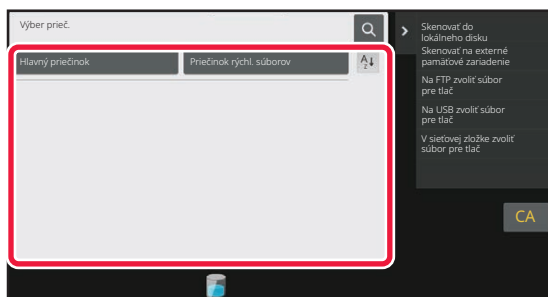 Výber prieč.
Hlavný priečinok
Priečinok rýchl. súborov
A
Z
Skenovať do
lokálneho disku
Skenovať na externé
pamäťové zariadenie
Na FTP zvoliť súbor
pre tlač
Na USB zvoliť súbor
pre tlač
V sieťovej zložke zvoliť
súbor pre tlač
CA